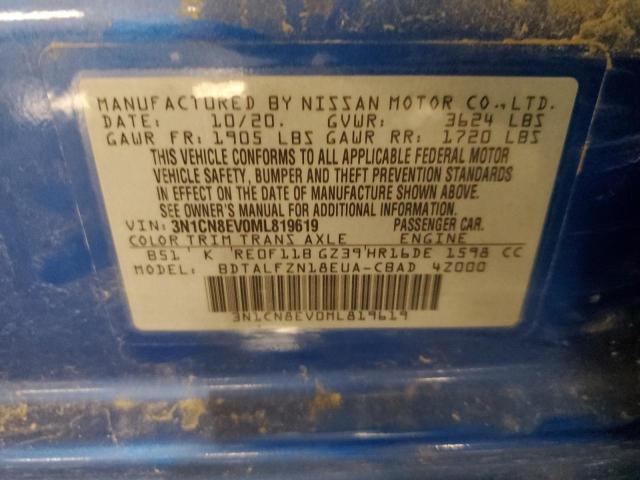 MANUFACTURED BY NISSAN MOTOR CO., LTD.
DATE: 10/20. GVWR: 3624 LBS
GAWR FR: 1905 LBS GAWR RR: 1720 LBS
THIS VEHICLE CONFORMS TO ALL APPLICABLE FEDERAL MOTOR
VEHICLE SAFETY, BUMPER AND THEFT PREVENTION STANDARDS
IN EFFECT ON THE DATE OF MANUFACTURE SHOWN ABOVE.
SEE OWNER'S MANUAL FOR ADDITIONAL INFORMATION.
VIN: 3N1CN8EV0ML819619 PASSENGER CAR.
COLOR TRIM TRANS AXLE ENGINE
B51' K 'RE0F11B GZ39'HR16DE 1598 CC
MODEL: BDTALFZN18EUA-CBAD 4Z000
3N1CN8EV0ML819619